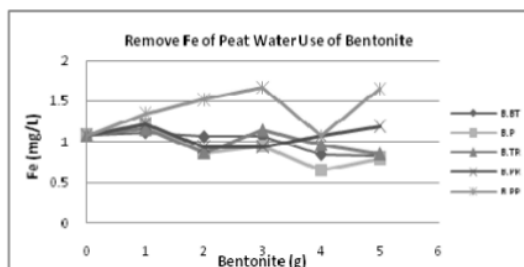 Remove Fe of Peat Water Use of Bentonite
2
1.5
1
0.5
0
Fe (mg/L)
0 1 2 3 4 5 6
Bentonite (g)
B.BT
B.P
B.TR
B.PR
B.PP